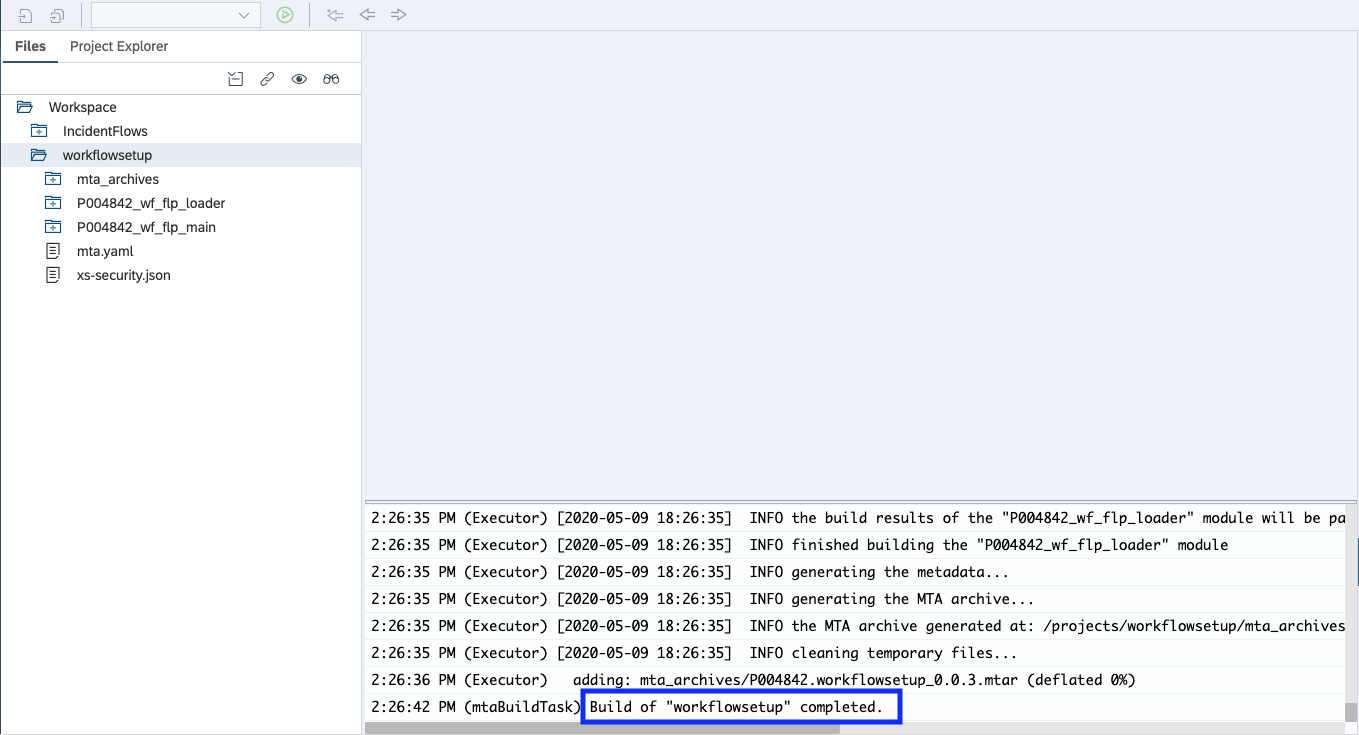 Files Project Explorer
Workspace
IncidentFlows
workflowsetup
mta_archives
P004842_wf_flp_loader
P004842_wf_flp_main
mta.yaml
xs-security.json
2:26:35 PM (Executor) [2020-05-09 18:26:35]  INFO the build results of the "P004842_wf_flp_loader" module will be pa
2:26:35 PM (Executor) [2020-05-09 18:26:35]  INFO finished building the "P004842_wf_flp_loader" module
2:26:35 PM (Executor) [2020-05-09 18:26:35]  INFO generating the metadata...
2:26:35 PM (Executor) [2020-05-09 18:26:35]  INFO generating the MTA archive...
2:26:35 PM (Executor) [2020-05-09 18:26:35]  INFO the MTA archive generated at: /projects/workflowsetup/mta_archives
2:26:35 PM (Executor) [2020-05-09 18:26:35]  INFO cleaning temporary files...
2:26:36 PM (Executor)   adding: mta_archives/P004842.workflowsetup_0.0.3.mtar (deflated 0%)
2:26:42 PM (mtaBuildTask) Build of "workflowsetup" completed.